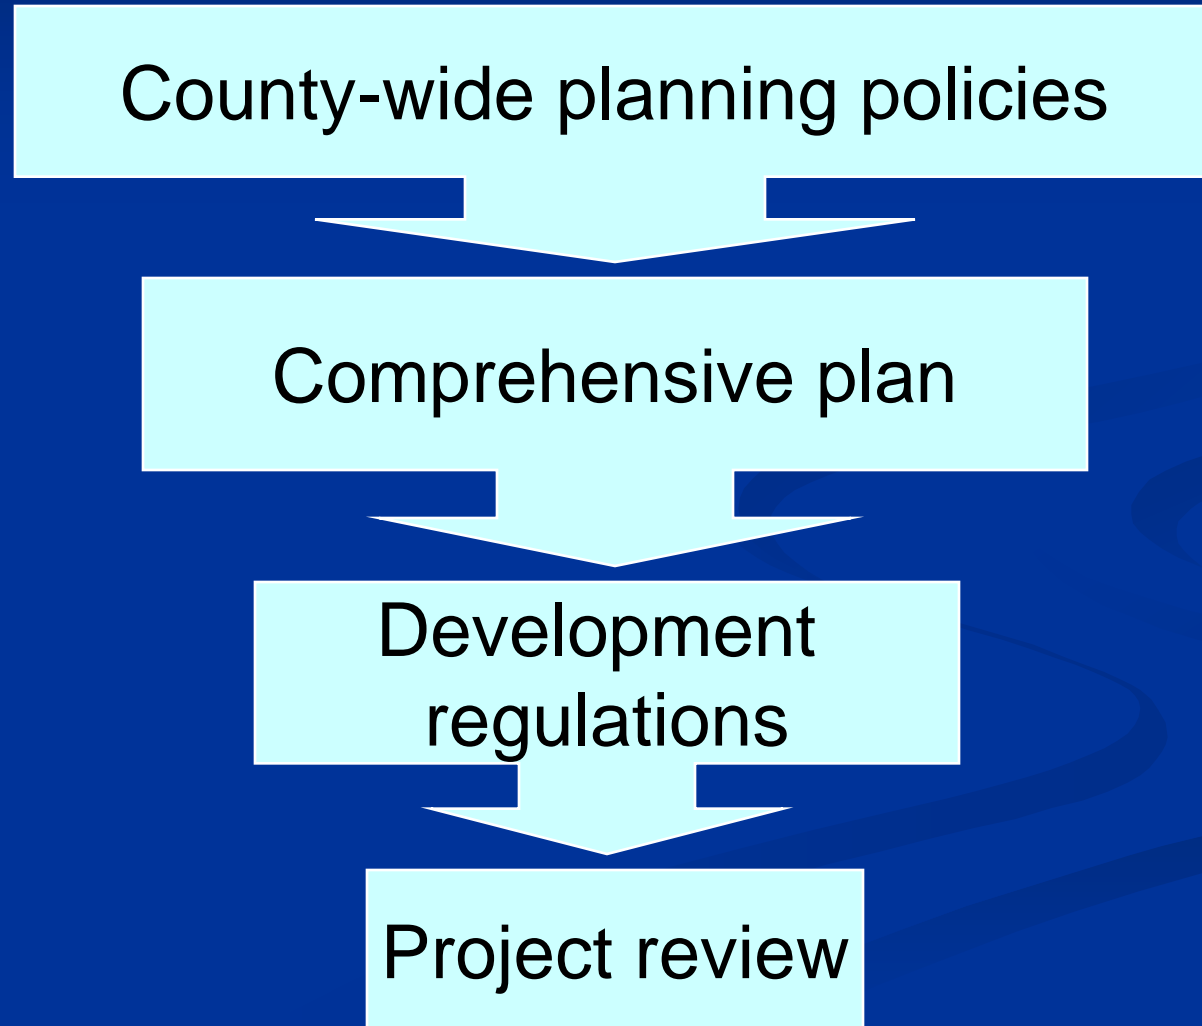 County-wide planning policies
Comprehensive plan
Development
regulations
Project review